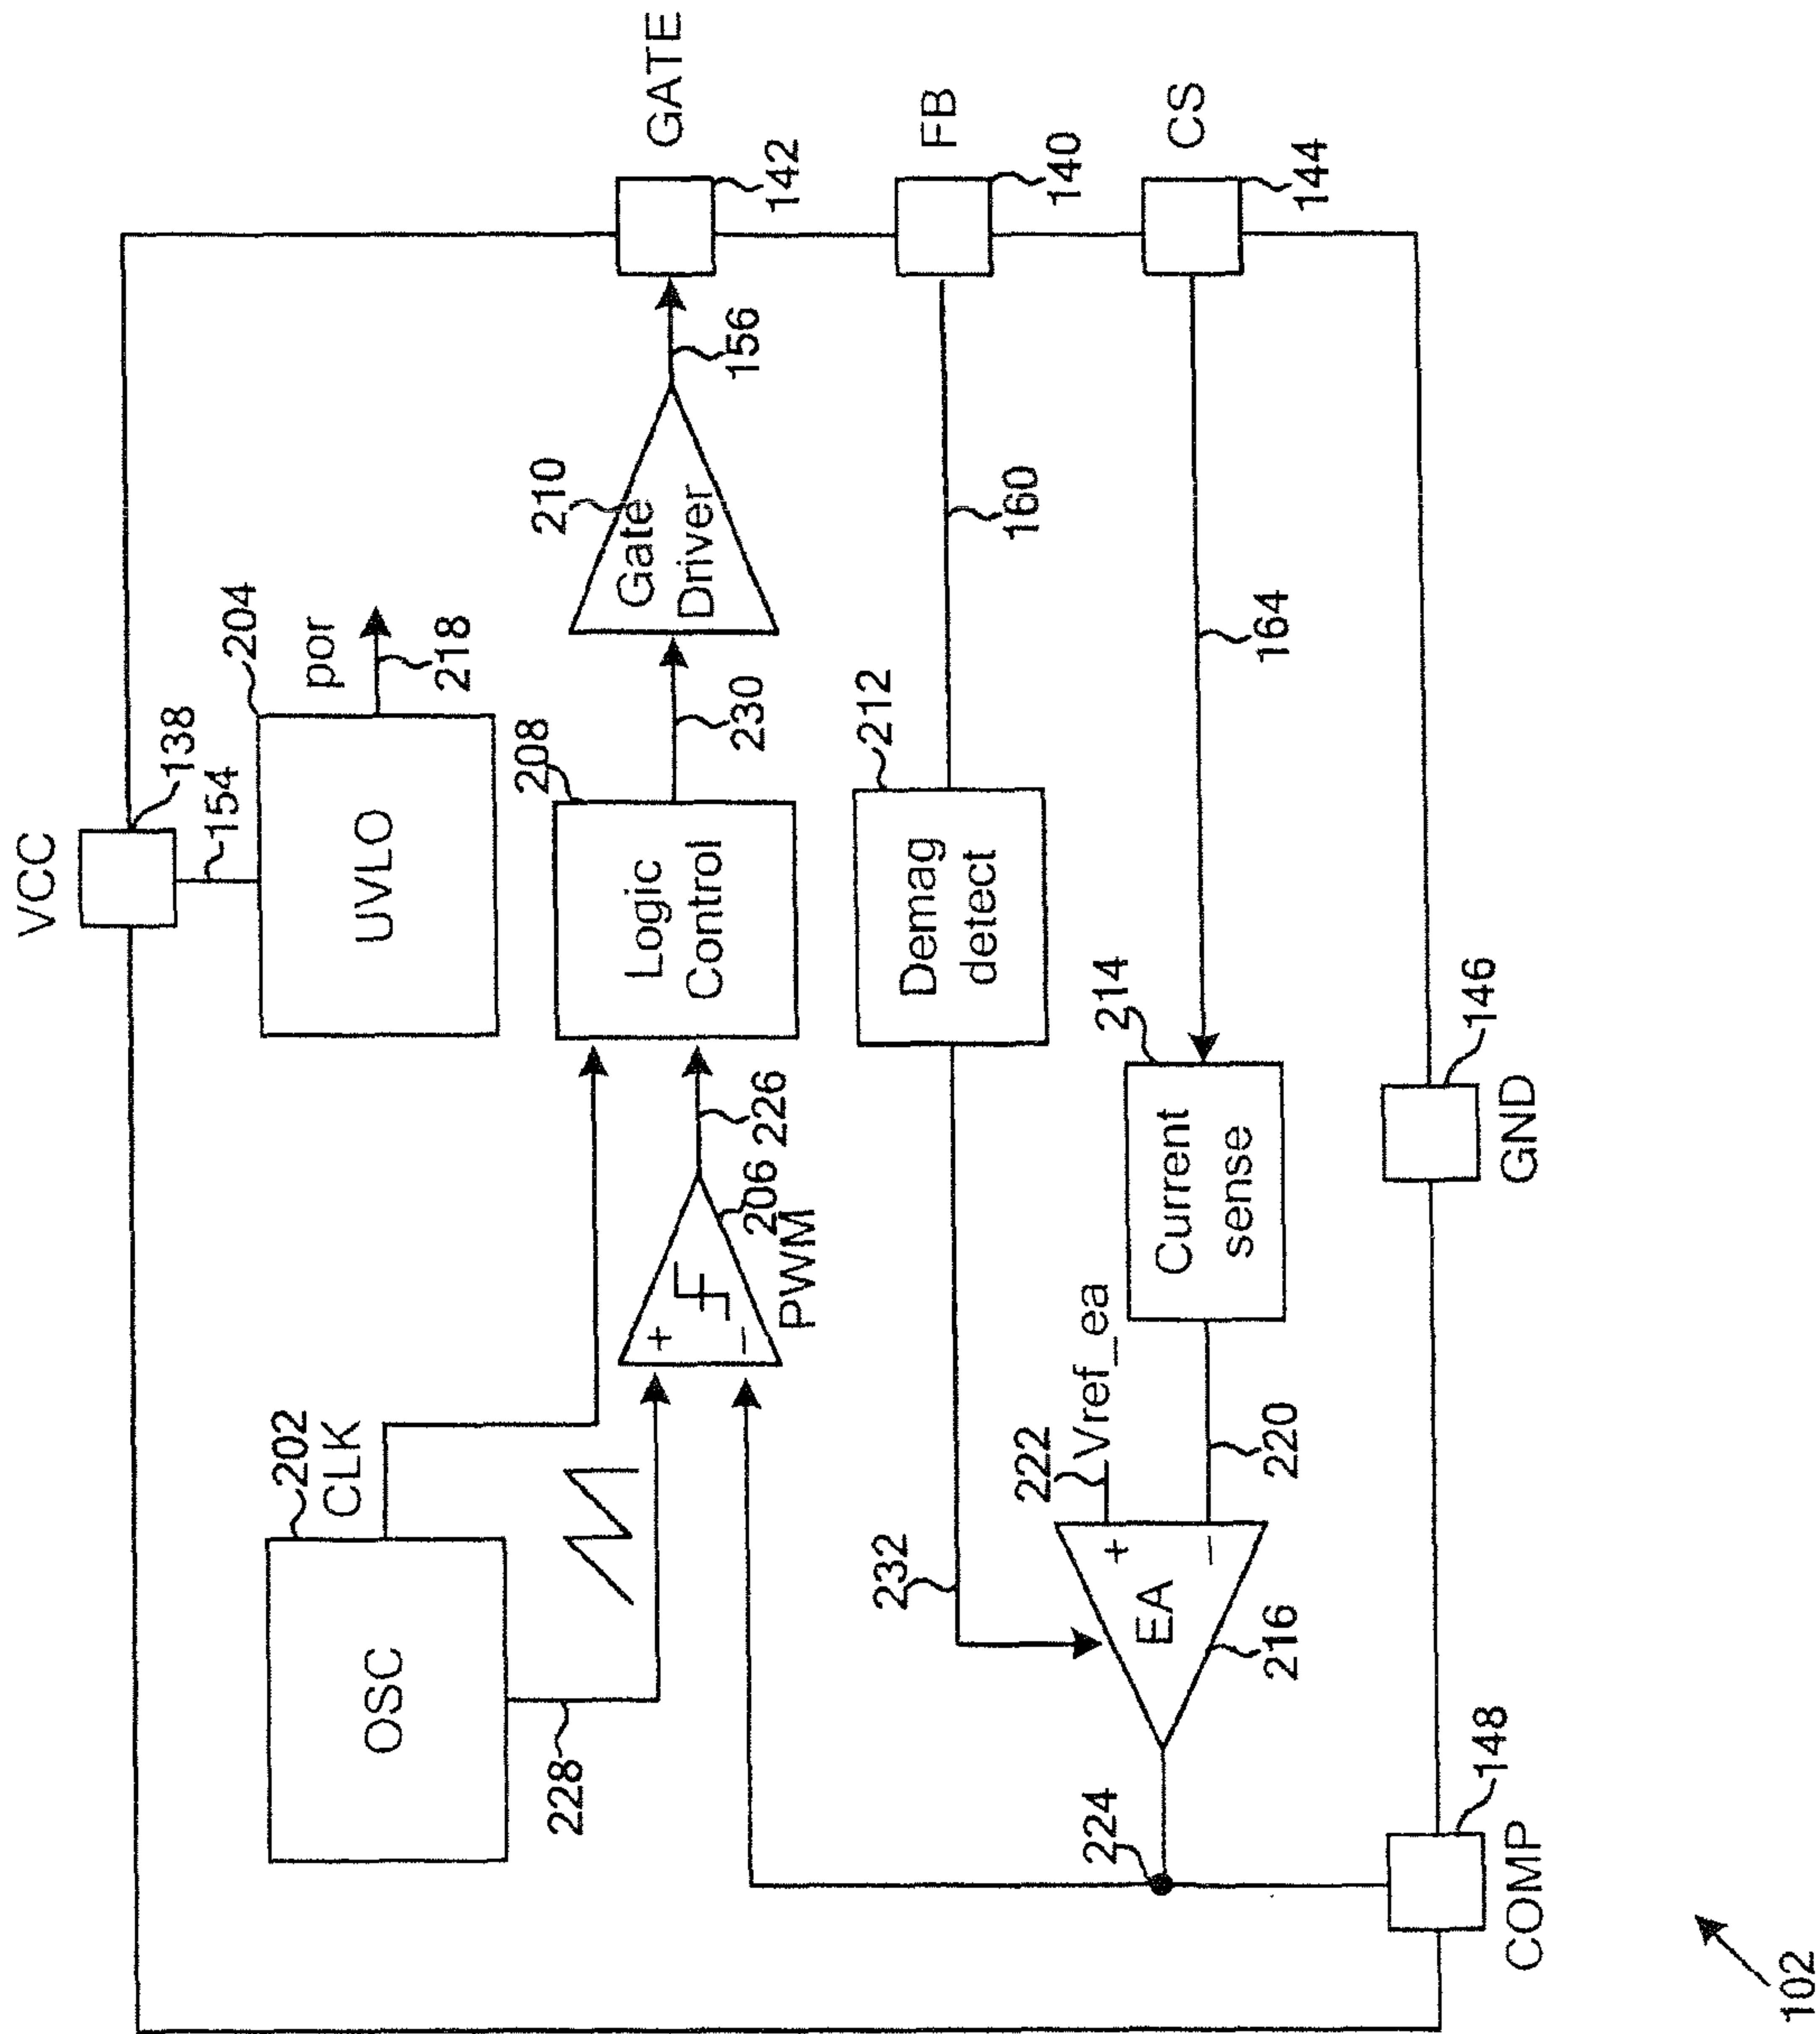 VCC
138
154
204
UVLO
por
218
202
CLK
OSC
228
208
Logic
Control
230
210
Gate
Driver
156
GATE
142
+
−
206
PWM
226
212
Demag
detect
160
FB
140
232
214
Current
sense
164
CS
144
222
Vref_ea
220
+
−
EA
216
224
COMP
148
GND
146
102